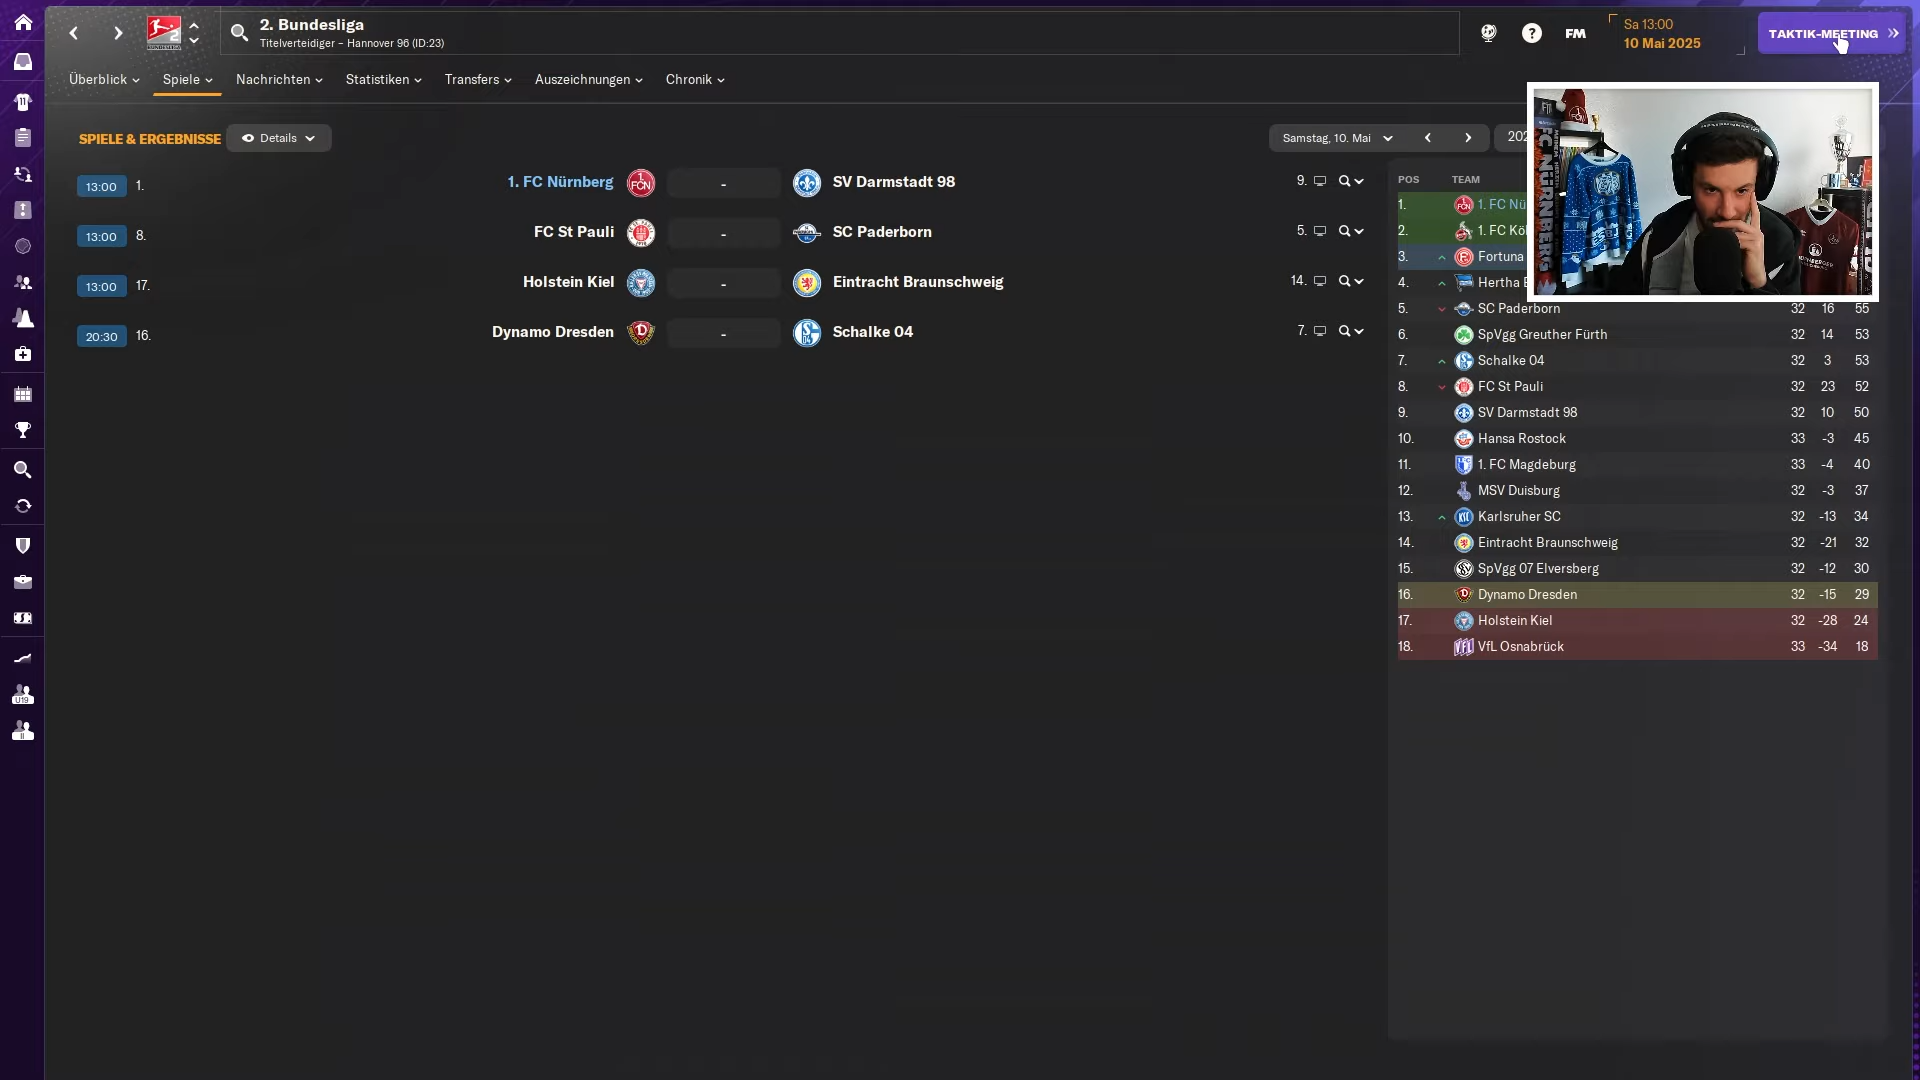 2. Bundesliga
Titelverteidiger – Hannover 96 (ID:23)
FM
Sa 13:00
10 Mai 2025
TAKTIK-MEETING
Überblick
Spiele
Nachrichten
Statistiken
Transfers
Auszeichnungen
Chronik
SPIELE & ERGEBNISSE
Details
Samstag, 10. Mai
202
13:00 1. 1. FC Nürnberg - SV Darmstadt 98 9.
13:00 8. FC St Pauli - SC Paderborn 5.
13:00 17. Holstein Kiel - Eintracht Braunschweig 14.
20:30 16. Dynamo Dresden - Schalke 04 7.
POS TEAM
1. 1. FC Nü
2. 1. FC Köl
3. Fortuna
4. Hertha
5. SC Paderborn 32 16 55
6. SpVgg Greuther Fürth 32 14 53
7. Schalke 04 32 3 53
8. FC St Pauli 32 23 52
9. SV Darmstadt 98 32 10 50
10. Hansa Rostock 33 -3 45
11. 1. FC Magdeburg 33 -4 40
12. MSV Duisburg 32 -3 37
13. Karlsruher SC 32 -13 34
14. Eintracht Braunschweig 32 -21 32
15. SpVgg 07 Elversberg 32 -12 30
16. Dynamo Dresden 32 -15 29
17. Holstein Kiel 32 -28 24
18. VfL Osnabrück 33 -34 18
U19
II
FC NÜRNBERG